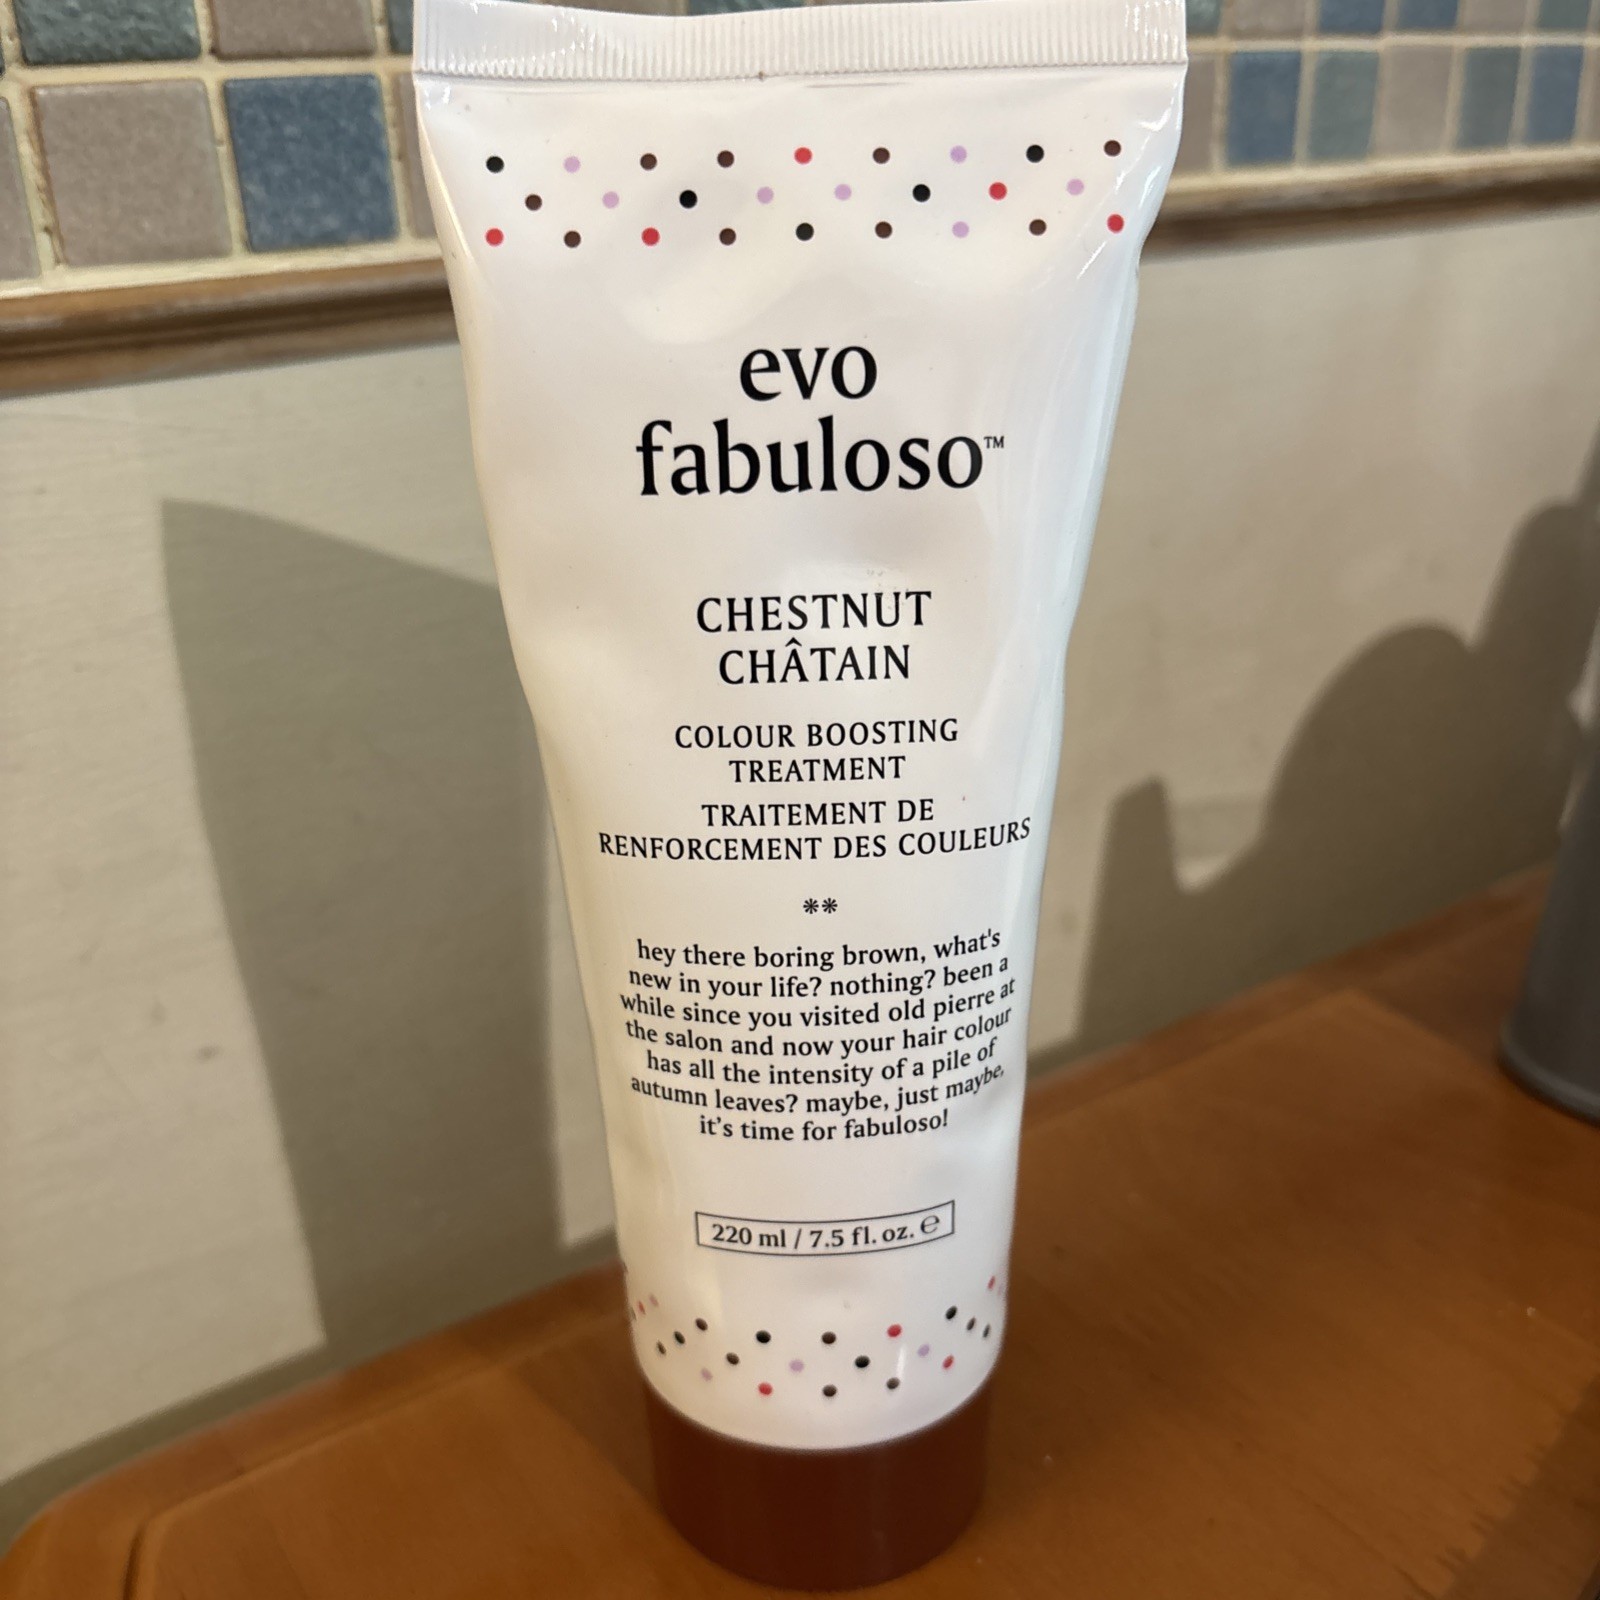 evo
fabuloso™
CHESTNUT
CHÂTAIN
COLOUR BOOSTING
TREATMENT
TRAITEMENT DE
RENFORCEMENT DES COULEURS
**
hey there boring brown, what's
new in your life? nothing? been a
while since you visited old pierre at
the salon and now your hair colour
has all the intensity of a pile of
autumn leaves? maybe, just maybe,
it's time for fabuloso!
220 ml / 7.5 fl. oz. ℮